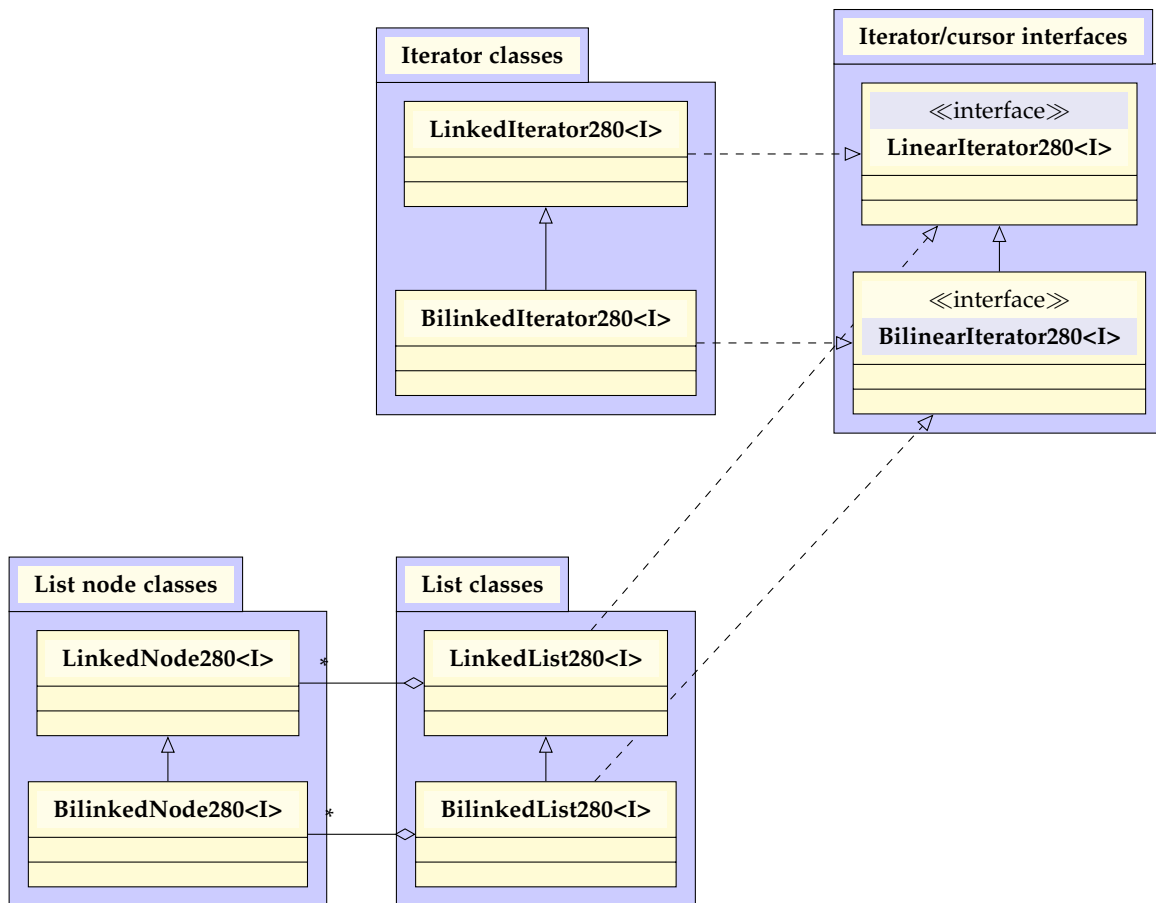 Iterator classes
LinkedIterator280<I>
BilinkedIterator280<I>
Iterator/cursor interfaces
≪interface≫
LinearIterator280<I>
≪interface≫
BilinearIterator280<I>
List node classes
LinkedNode280<I>
*
BilinkedNode280<I>
*
List classes
LinkedList280<I>
BilinkedList280<I>